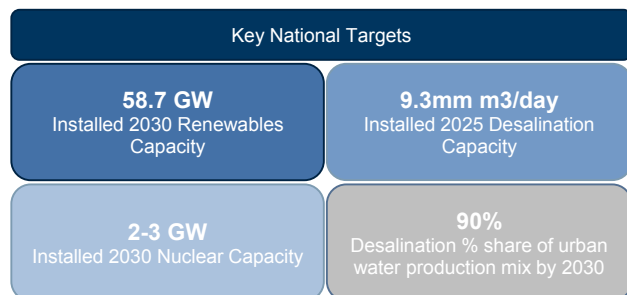 Key National Targets
58.7 GW
Installed 2030 Renewables
Capacity
9.3mm m3/day
Installed 2025 Desalination
Capacity
2-3 GW
Installed 2030 Nuclear Capacity
90%
Desalination % share of urban
water production mix by 2030